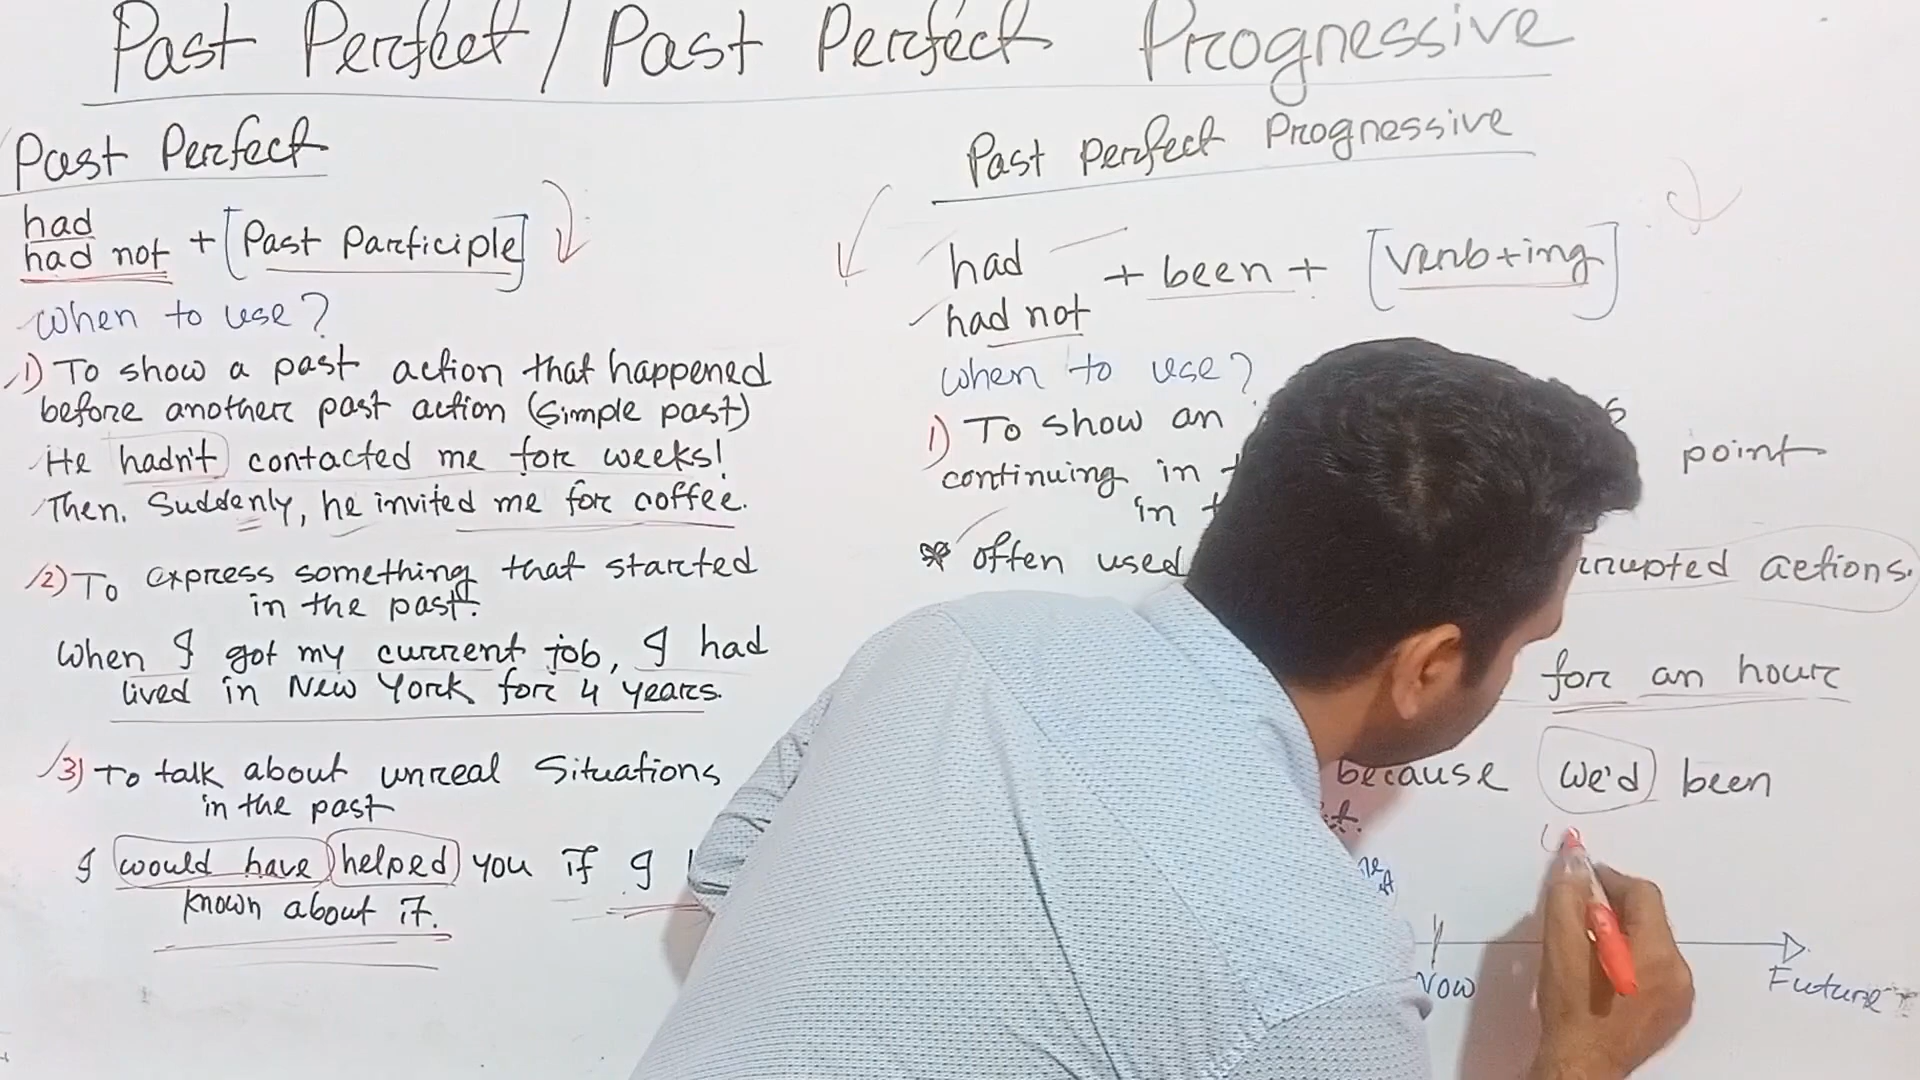 Past Perfect / Past Perfect Progressive
Past Perfect
had
had not + [Past Participle]
When to use?
1) To show a past action that happened
before another past action (Simple past)
He hadn't contacted me for weeks!
Then, Suddenly, he invited me for coffee.
2) To express something that started
in the past.
When I got my current job, I had
lived in New York for 4 years.
3) To talk about unreal Situations
in the past
I would have helped you if I
known about it.
Past perfect Progressive
had
had not + been + [verb+ing]
When to use?
1) To show an
point
continuing in
in
* often used actions.
for an hour
because we'd been
Now
Future